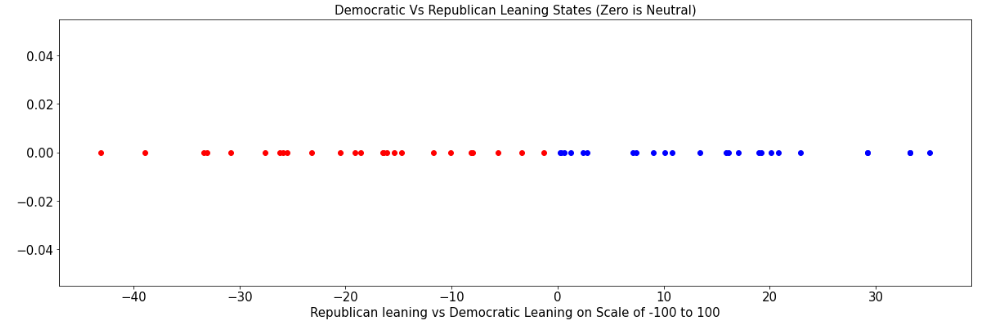 Democratic Vs Republican Leaning States (Zero is Neutral)
0.04
0.02
0.00
−0.02
−0.04
−40 −30 −20 −10 0 10 20 30
Republican leaning vs Democratic Leaning on Scale of -100 to 100